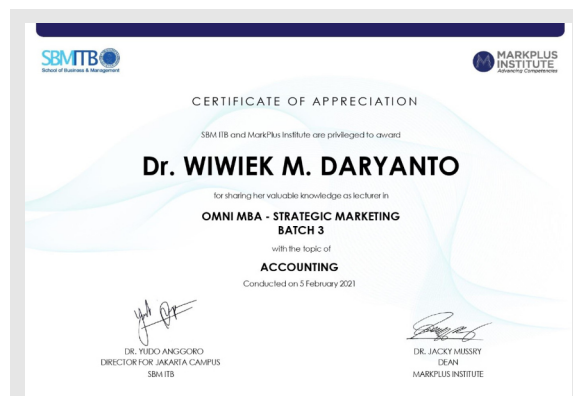 SBM ITB
School of Business & Management
MARKPLUS
INSTITUTE
Advancing Competencies
CERTIFICATE OF APPRECIATION
SBM ITB and MarkPlus Institute are privileged to award
Dr. WIWIEK M. DARYANTO
for sharing her valuable knowledge as lecturer in
OMNI MBA - STRATEGIC MARKETING
BATCH 3
with the topic of
ACCOUNTING
Conducted on 5 February 2021
DR. YUDO ANGGORO
DIRECTOR FOR JAKARTA CAMPUS
SBM ITB
DR. JACKY MUSSRY
DEAN
MARKPLUS INSTITUTE